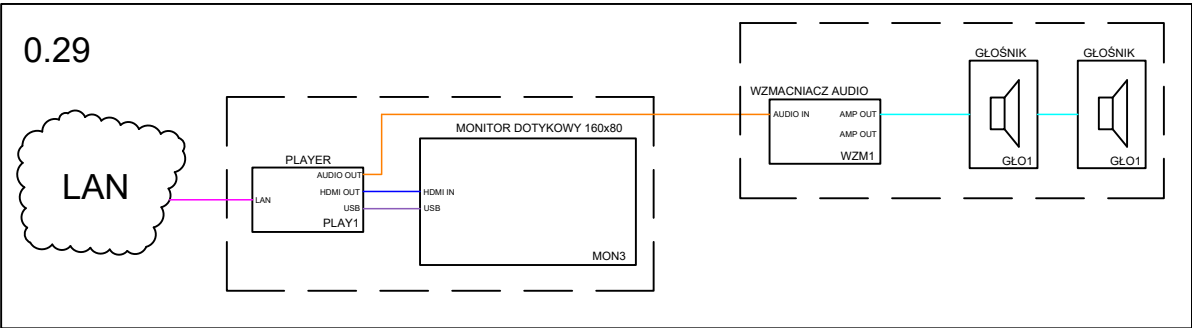 0.29
LAN
PLAYER
AUDIO OUT
HDMI OUT
LAN
USB
PLAY1
MONITOR DOTYKOWY 160x80
HDMI IN
USB
MON3
WZMACNIACZ AUDIO
AUDIO IN
AMP OUT
AMP OUT
WZM1
GŁOŚNIK
GŁO1
GŁOŚNIK
GŁO1